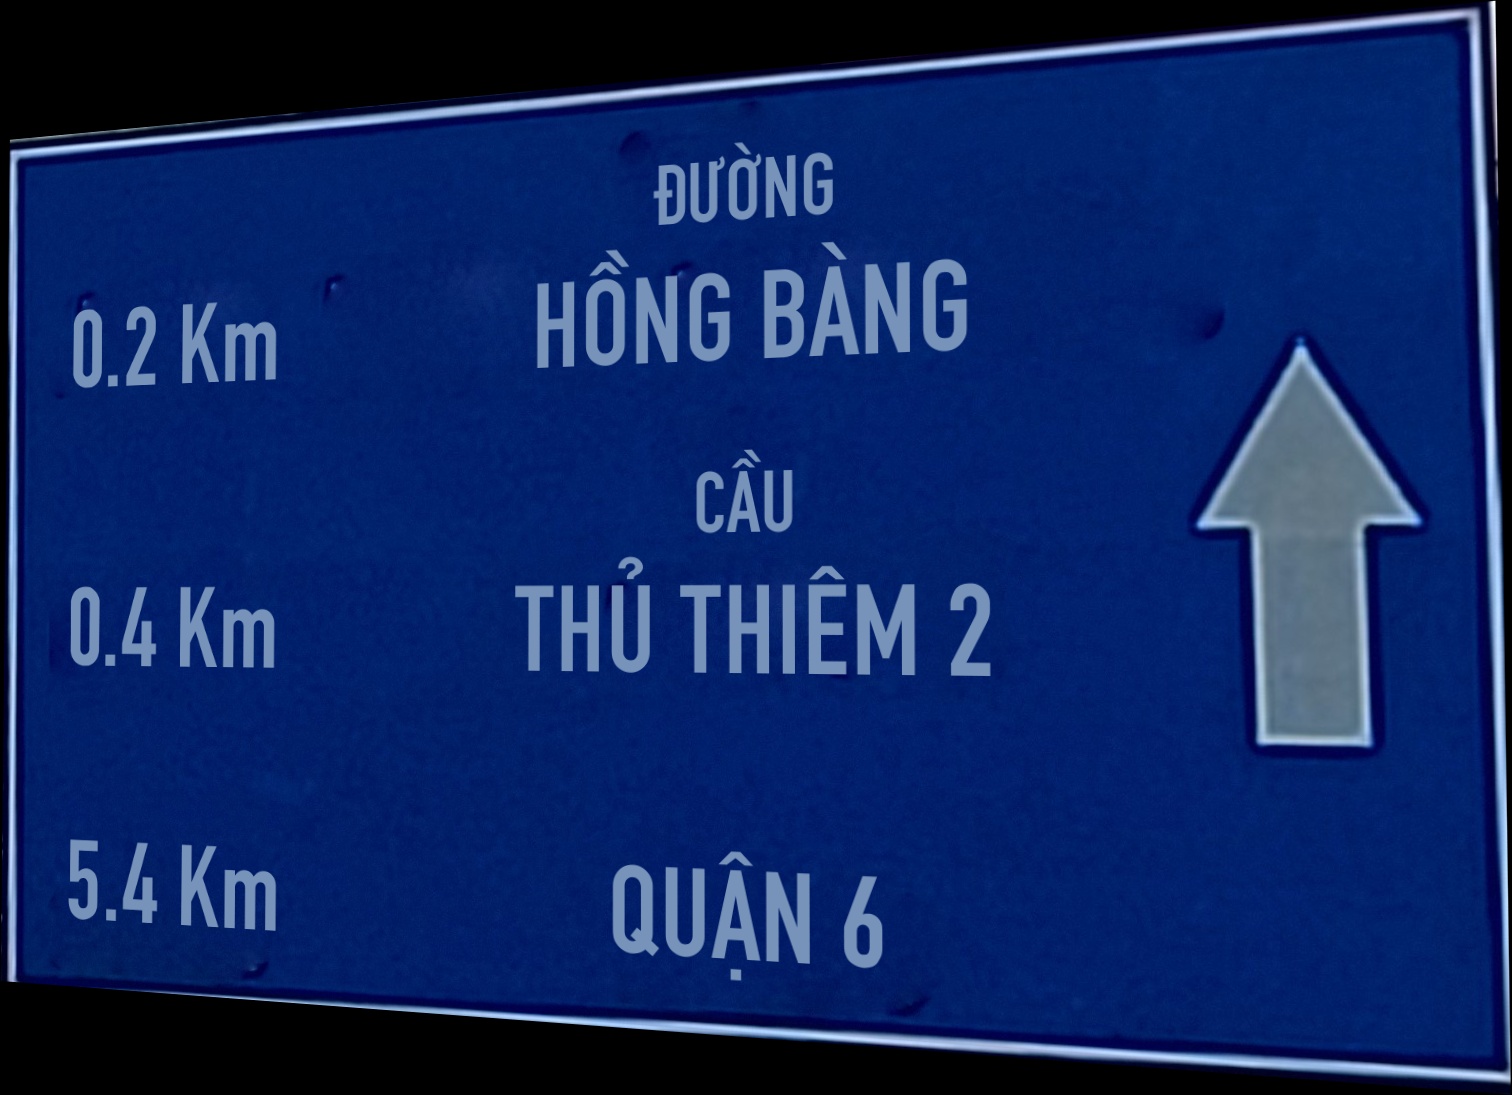 ĐƯỜNG
0.2 Km HỒNG BÀNG
CẦU
0.4 Km THỦ THIÊM 2
5.4 Km QUẬN 6